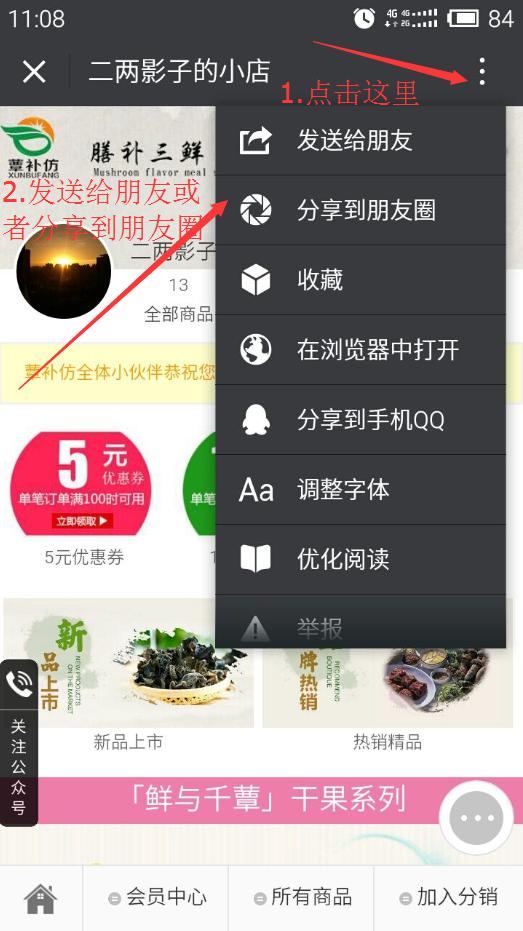 11:08
4G 4G
2G
84
二两影子的小店
1.点击这里
蕈补仿
XUNBUFANG
膳补三鲜
Mushroom flavor meal
2.发送给朋友或
者分享到朋友圈
二两影子
13
全部商品
蕈补仿全体小伙伴恭祝您
发送给朋友
分享到朋友圈
收藏
在浏览器中打开
分享到手机QQ
Aa 调整字体
优化阅读
举报
5元
优惠券
单笔订单满100时可用
立即领取
5元优惠券
单笔
新
品上市
NEW PRODUCTS
ON THE MARKET
牌热销
RECOMMEND
BOUTIQUE
新品上市
热销精品
关注公众号
「鲜与千蕈」干果系列
会员中心
所有商品
加入分销